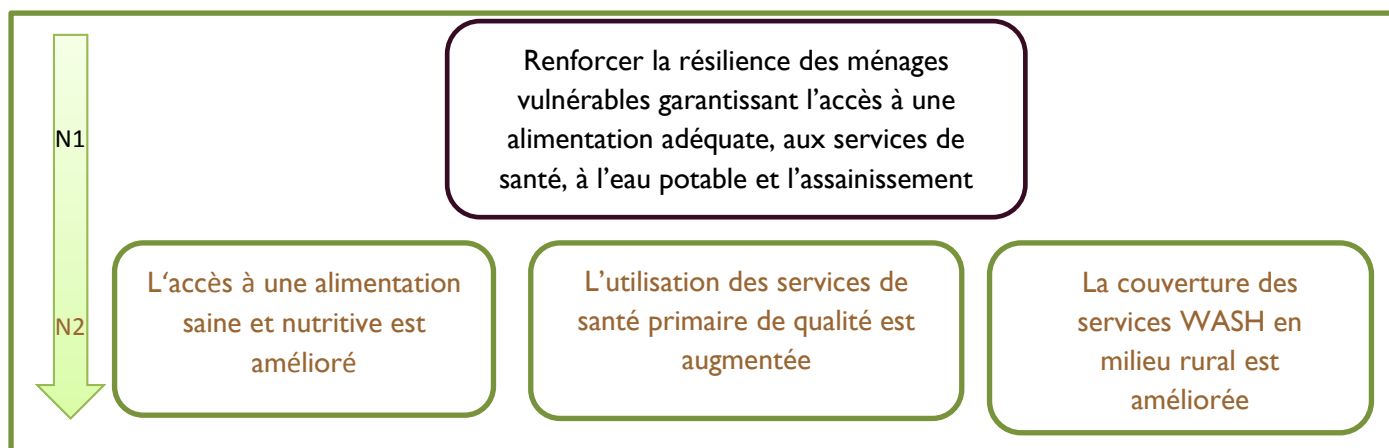 Renforcer la résilience des ménages
vulnérables garantissant l’accès à une
alimentation adéquate, aux services de
santé, à l’eau potable et l’assainissement
N1
L‘accès à une alimentation
saine et nutritive est
amélioré
L’utilisation des services de
santé primaire de qualité est
augmentée
La couverture des
services WASH en
milieu rural est
améliorée
N2